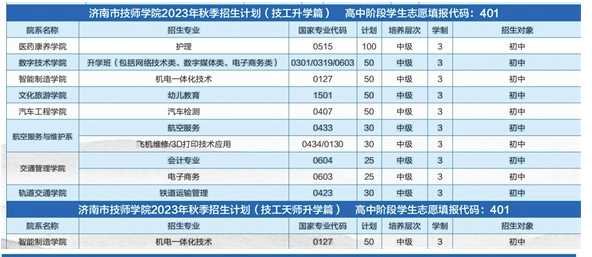 济南市技师学院2023年秋季招生计划（技工升学篇） 高中阶段学生志愿填报代码：401
院系名称 招生专业 国家专业代码 计划 培养层次 学制 招生对象
医药康养学院 护理 0515 100 中级 3 初中
数字技术学院 升学班（包括网络技术类、数字媒体类、电子商务类） 0301/0319/0603 50 中级 3 初中
智能制造学院 机电一体化技术 0127 50 中级 3 初中
文化旅游学院 幼儿教育 1501 50 中级 3 初中
汽车工程学院 汽车检测 0407 50 中级 3 初中
航空服务与维护系 航空服务 0433 30 中级 3 初中
飞机维修/3D打印技术应用 0434/0130 30 中级 3 初中
交通管理学院 会计专业 0604 25 中级 3 初中
电子商务 0603 25 中级 3 初中
轨道交通学院 铁道运输管理 0423 30 中级 3 初中
济南市技师学院2023年秋季招生计划（技工天师升学篇） 高中阶段学生志愿填报代码：401
院系名称 招生专业 国家专业代码 计划 培养层次 学制 招生对象
智能制造学院 机电一体化技术 0127 50 中级 3 初中